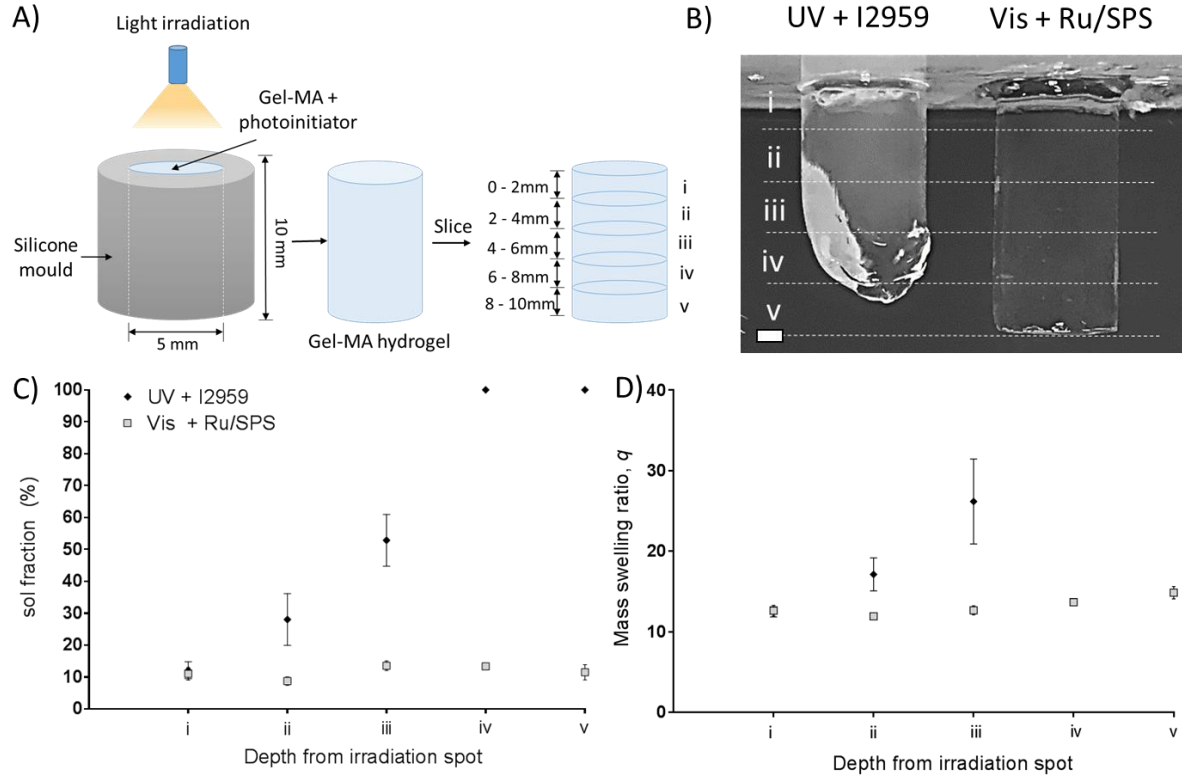 A)
Light irradiation
Gel-MA +
photoinitiator
Silicone
mould
10 mm
5 mm
Gel-MA hydrogel
Slice
0 - 2mm
2 - 4mm
4 - 6mm
6 - 8mm
8 - 10mm
i
ii
iii
iv
v
B)
UV + I2959
Vis + Ru/SPS
i
ii
iii
iv
v
C)
UV + I2959
Vis + Ru/SPS
sol fraction (%)
100
90
80
70
60
50
40
30
20
10
0
i
ii
iii
iv
v
Depth from irradiation spot
D)
Mass swelling ratio, q
40
30
20
10
0
i
ii
iii
iv
v
Depth from irradiation spot